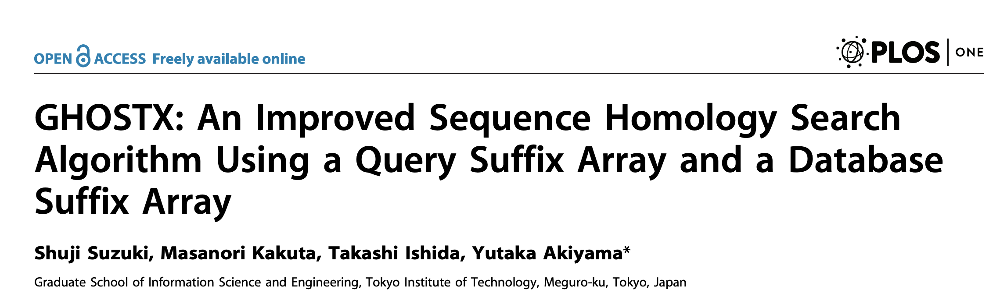 OPEN ACCESS Freely available online
PLOS ONE
GHOSTX: An Improved Sequence Homology Search
Algorithm Using a Query Suffix Array and a Database
Suffix Array
Shuji Suzuki, Masanori Kakuta, Takashi Ishida, Yutaka Akiyama*
Graduate School of Information Science and Engineering, Tokyo Institute of Technology, Meguro-ku, Tokyo, Japan